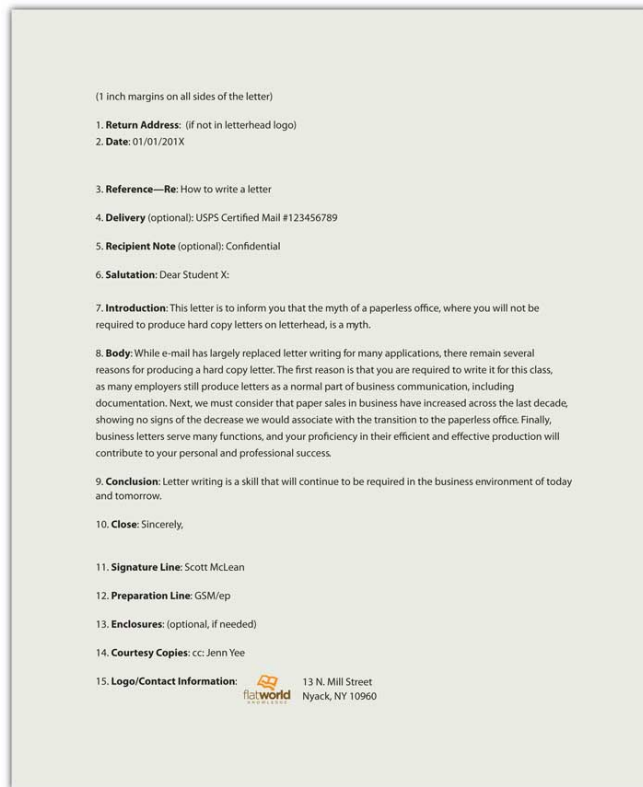 (1 inch margins on all sides of the letter)
1. Return Address: (if not in letterhead logo)
2. Date: 01/01/201X
3. Reference—Re: How to write a letter
4. Delivery (optional): USPS Certified Mail #123456789
5. Recipient Note (optional): Confidential
6. Salutation: Dear Student X:
7. Introduction: This letter is to inform you that the myth of a paperless office, where you will not be
required to produce hard copy letters on letterhead, is a myth.
8. Body: While e-mail has largely replaced letter writing for many applications, there remain several
reasons for producing a hard copy letter. The first reason is that you are required to write it for this class,
as many employers still produce letters as a normal part of business communication, including
documentation. Next, we must consider that paper sales in business have increased across the last decade,
showing no signs of the decrease we would associate with the transition to the paperless office. Finally,
business letters serve many functions, and your proficiency in their efficient and effective production will
contribute to your personal and professional success.
9. Conclusion: Letter writing is a skill that will continue to be required in the business environment of today
and tomorrow.
10. Close: Sincerely,
11. Signature Line: Scott McLean
12. Preparation Line: GSM/ep
13. Enclosures: (optional, if needed)
14. Courtesy Copies: cc: Jenn Yee
15. Logo/Contact Information:
flatworld
KNOWLEDGE
13 N. Mill Street
Nyack, NY 10960